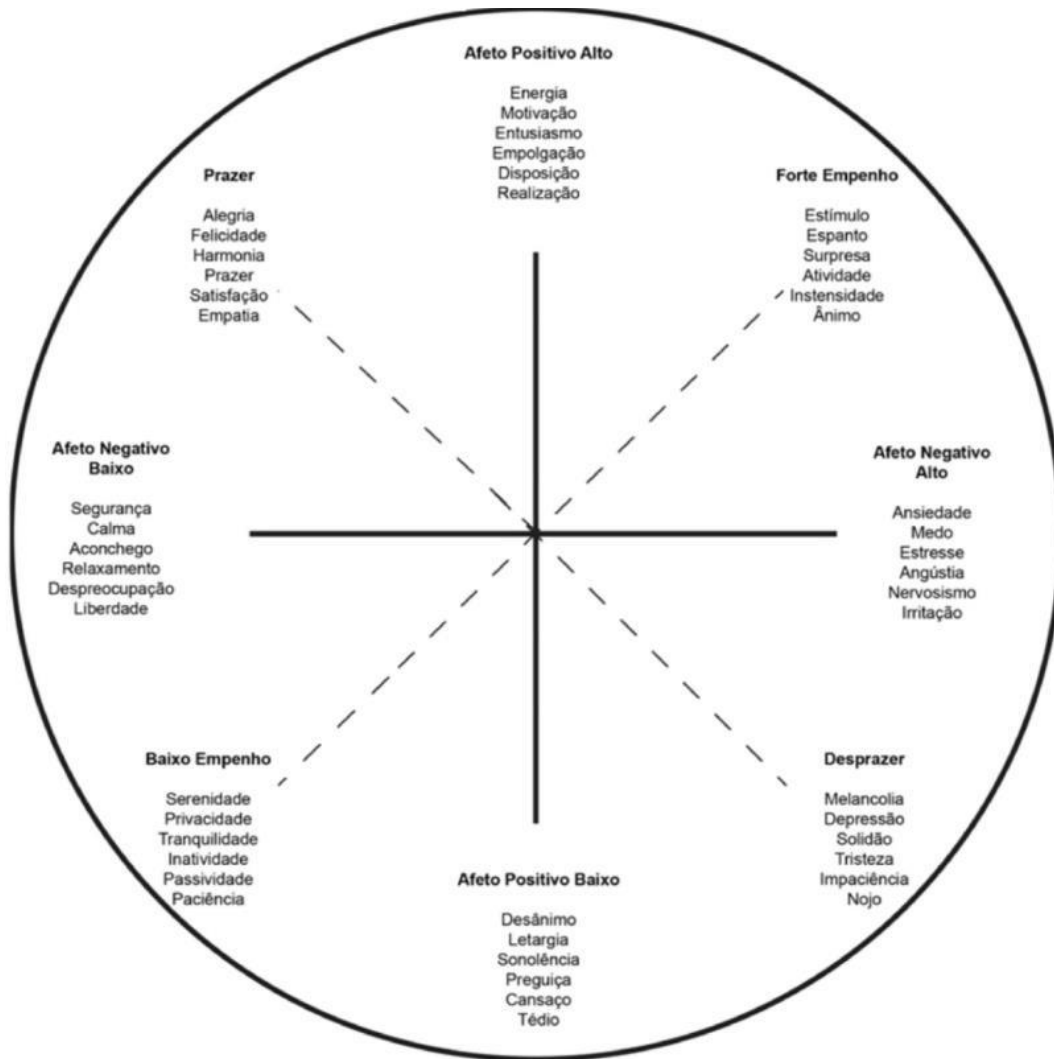 Afeto Positivo Alto
Energia
Motivação
Entusiasmo
Empolgação
Disposição
Realização
Prazer
Alegria
Felicidade
Harmonia
Prazer
Satisfação
Empatia
Forte Empenho
Estímulo
Espanto
Surpresa
Atividade
Instensidade
Ânimo
Afeto Negativo
Baixo
Segurança
Calma
Aconchego
Relaxamento
Despreocupação
Liberdade
Afeto Negativo
Alto
Ansiedade
Medo
Estresse
Angústia
Nervosismo
Irritação
Baixo Empenho
Serenidade
Privacidade
Tranquilidade
Inatividade
Passividade
Paciência
Desprazer
Melancolia
Depressão
Solidão
Tristeza
Impaciência
Nojo
Afeto Positivo Baixo
Desânimo
Letargia
Sonolência
Preguiça
Cansaço
Tédio